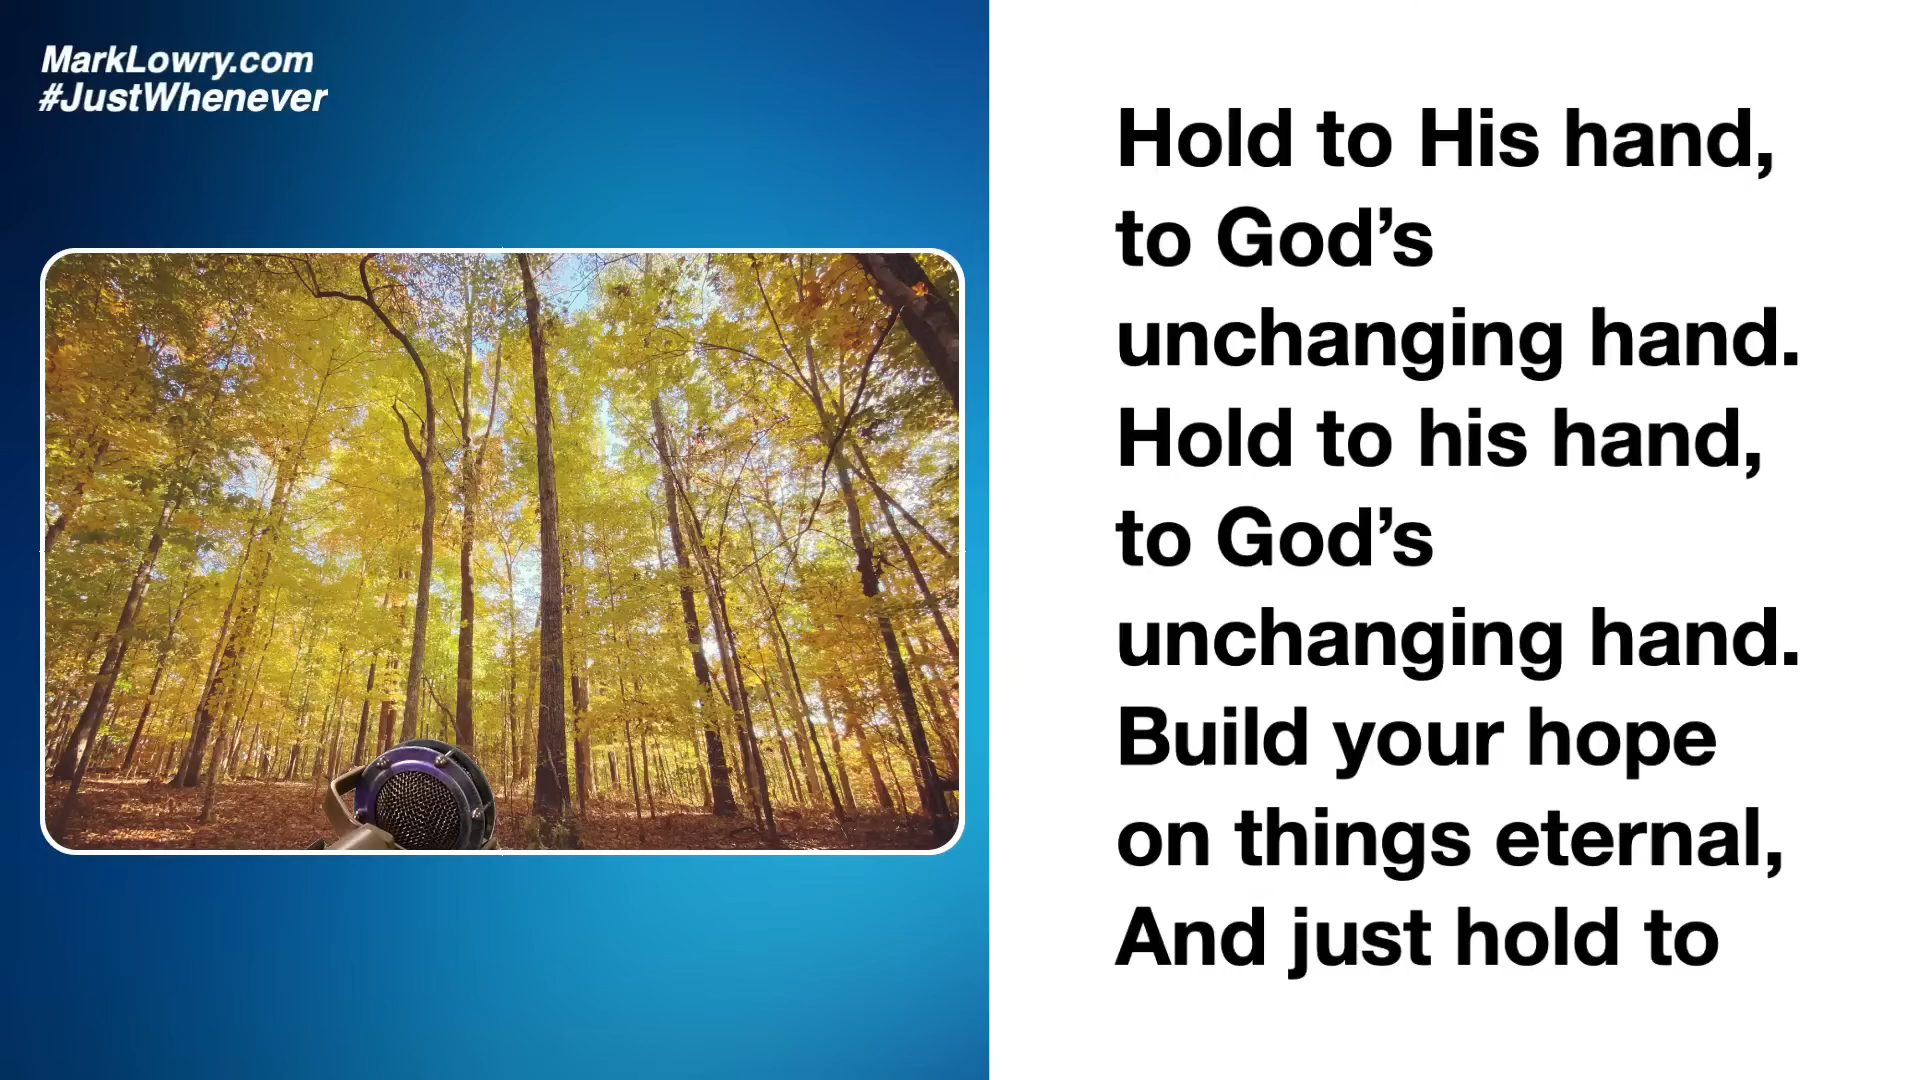 MarkLowry.com
#JustWhenever
Hold to His hand,
to God’s
unchanging hand.
Hold to his hand,
to God’s
unchanging hand.
Build your hope
on things eternal,
And just hold to